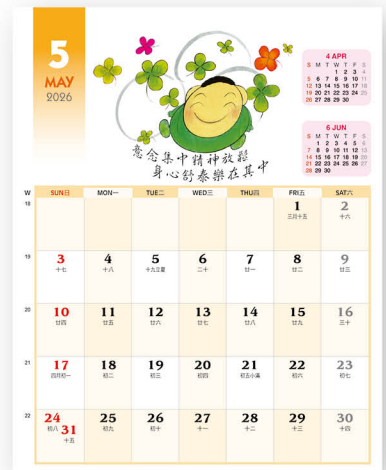 5
MAY
2026
4 APR
S M T W T F S
1 2 3 4
5 6 7 8 9 10 11
12 13 14 15 16 17 18
19 20 21 22 23 24 25
26 27 28 29 30
6 JUN
S M T W T F S
1 2 3 4 5 6
7 8 9 10 11 12 13
14 15 16 17 18 19 20
21 22 23 24 25 26 27
28 29 30
意念集中精神放鬆
身心舒泰樂在其中
W SUN日 MON一 TUE二 WED三 THU四 FRI五 SAT六
18 1 2
三月十五 十六
19 3 4 5 6 7 8 9
十七 十八 十九立夏 二十 廿一 廿二 廿三
20 10 11 12 13 14 15 16
廿四 廿五 廿六 廿七 廿八 廿九 三十
21 17 18 19 20 21 22 23
四月初一 初二 初三 初四 初五小滿 初六 初七
22 24 25 26 27 28 29 30
初八 31 初九 初十 十一 十二 十三 十四
十五